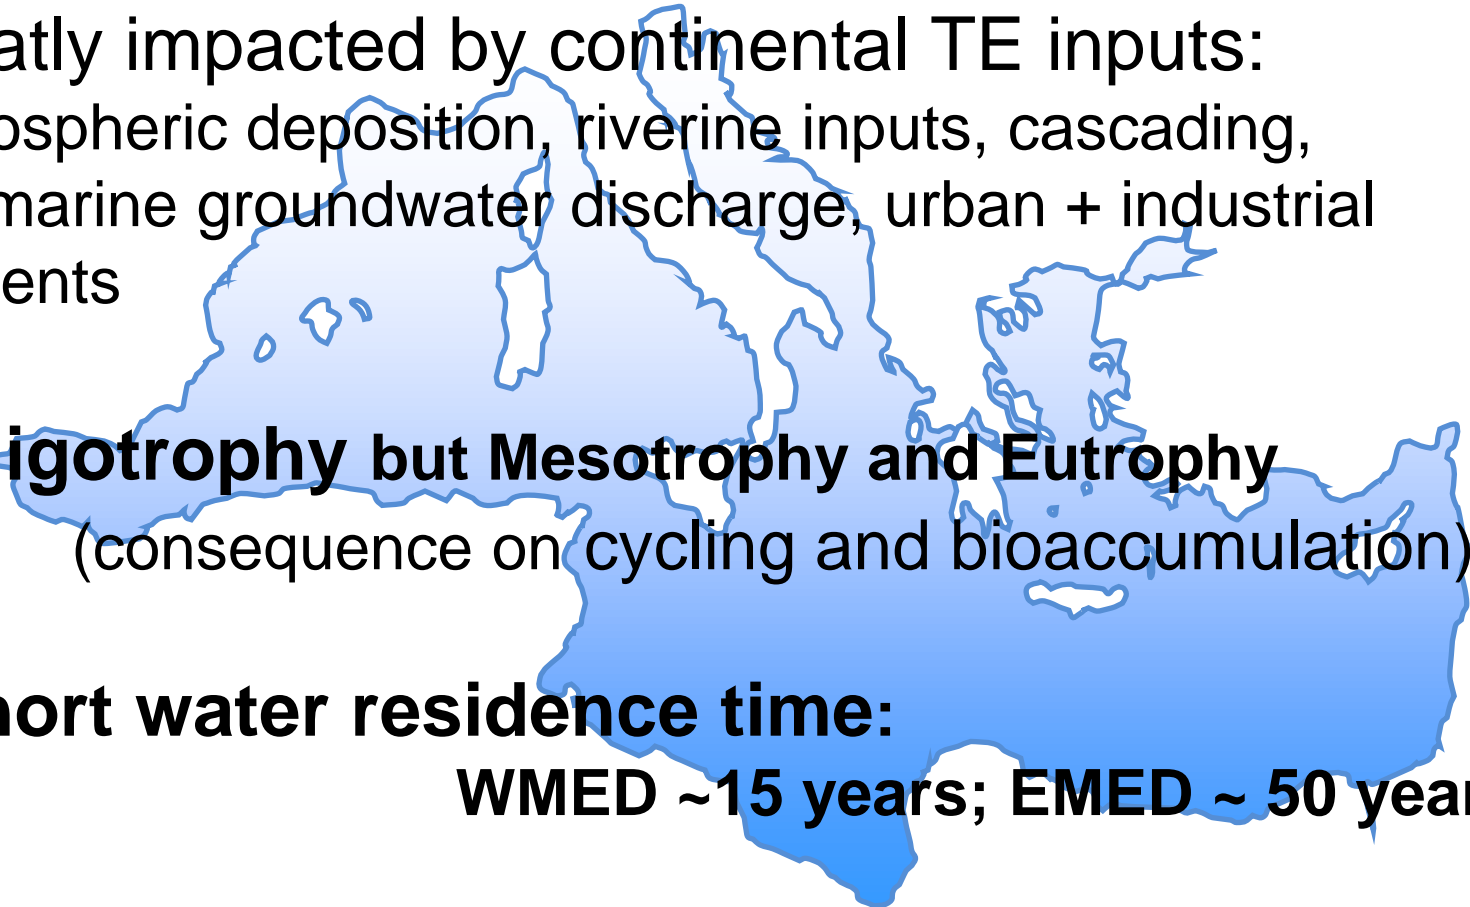 atly impacted by continental TE inputs:
ospheric deposition, riverine inputs, cascading,
marine groundwater discharge, urban + industrial
ents
igotrophy but Mesotrophy and Eutrophy
(consequence on cycling and bioaccumulation)
hort water residence time:
WMED ~15 years; EMED ~ 50 year